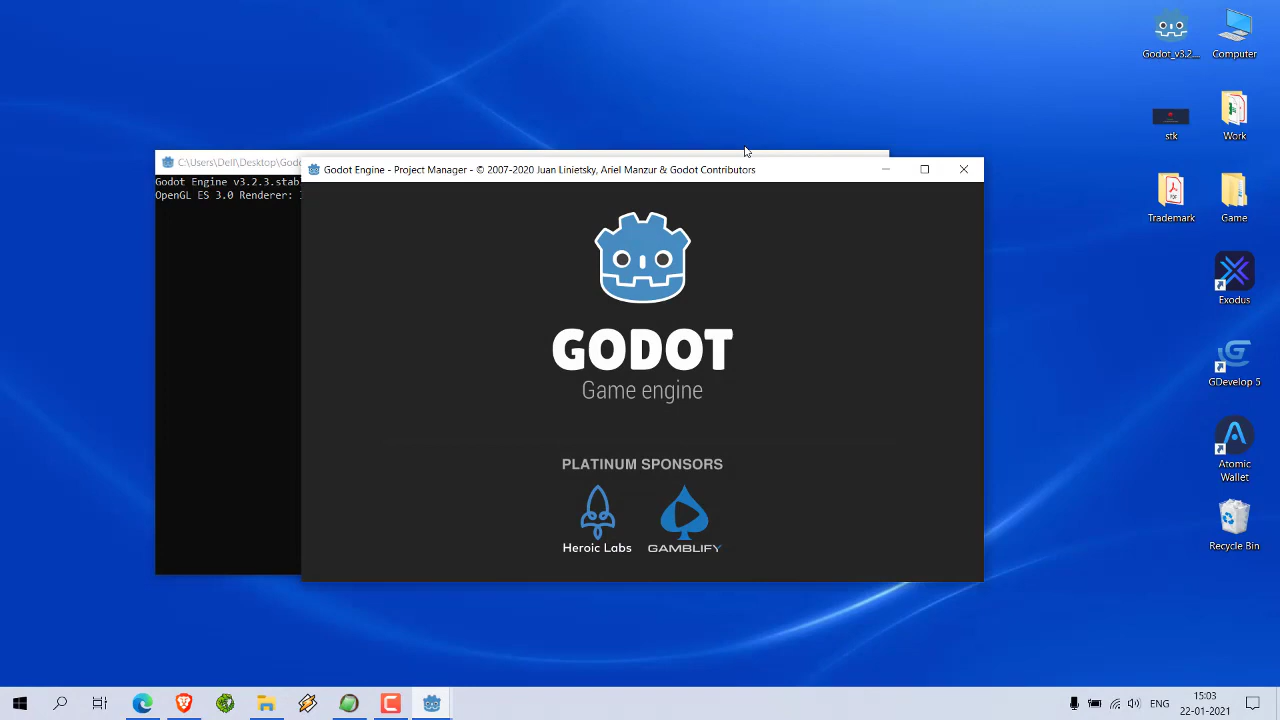 Godot_v3.2....
Computer
stk
Work
Trademark
Game
Exodus
GDevelop 5
Atomic
Wallet
Recycle Bin
C:\Users\Dell\Desktop\Godo
Godot Engine v3.2.3.stab
OpenGL ES 3.0 Renderer:
Godot Engine - Project Manager - © 2007-2020 Juan Linietsky, Ariel Manzur & Godot Contributors
GODOT
Game engine
PLATINUM SPONSORS
Heroic Labs
GAMBLIFY
ENG
15:03
22-01-2021